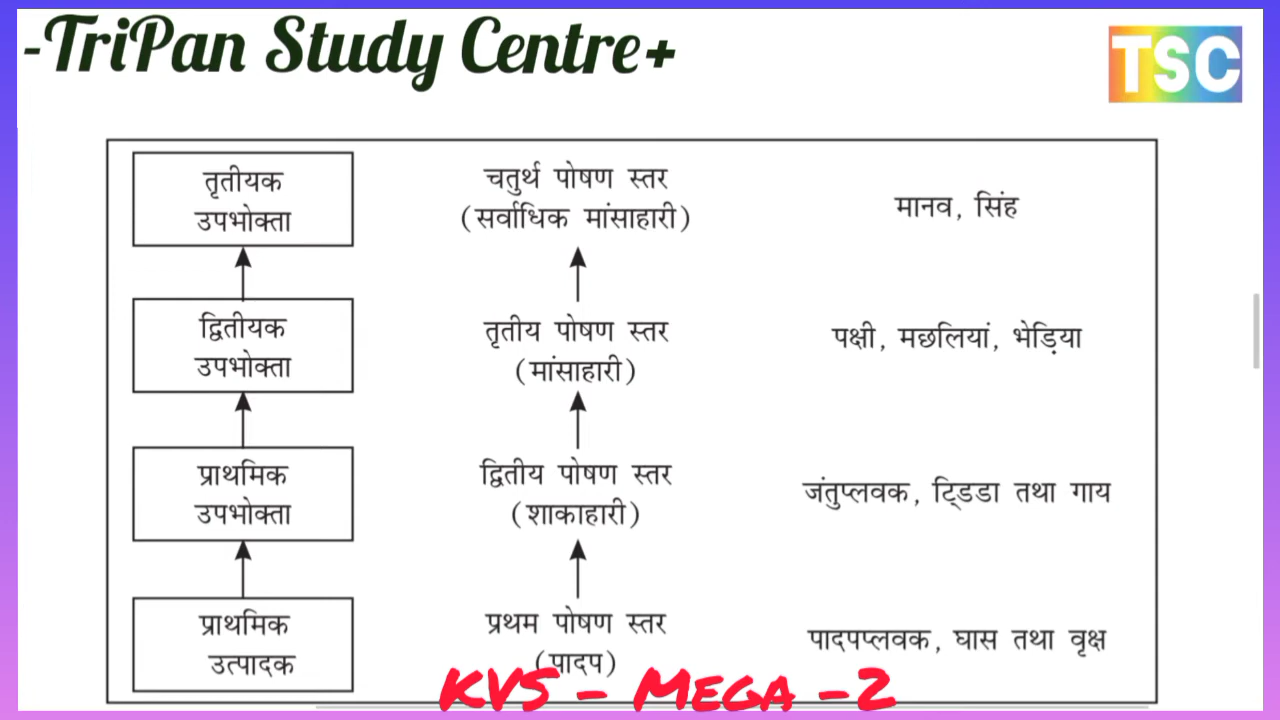 -TriPan Study Centre+
TSC
तृतीयक
उपभोक्ता
चतुर्थ पोषण स्तर
(सर्वाधिक मांसाहारी)
मानव, सिंह
द्वितीयक
उपभोक्ता
तृतीय पोषण स्तर
(मांसाहारी)
पक्षी, मछलियां, भेड़िया
प्राथमिक
उपभोक्ता
द्वितीय पोषण स्तर
(शाकाहारी)
जंतुप्लवक, टि्डडा तथा गाय
प्राथमिक
उत्पादक
प्रथम पोषण स्तर
(पादप)
पादपप्लवक, घास तथा वृक्ष
KVS - MEGA -2